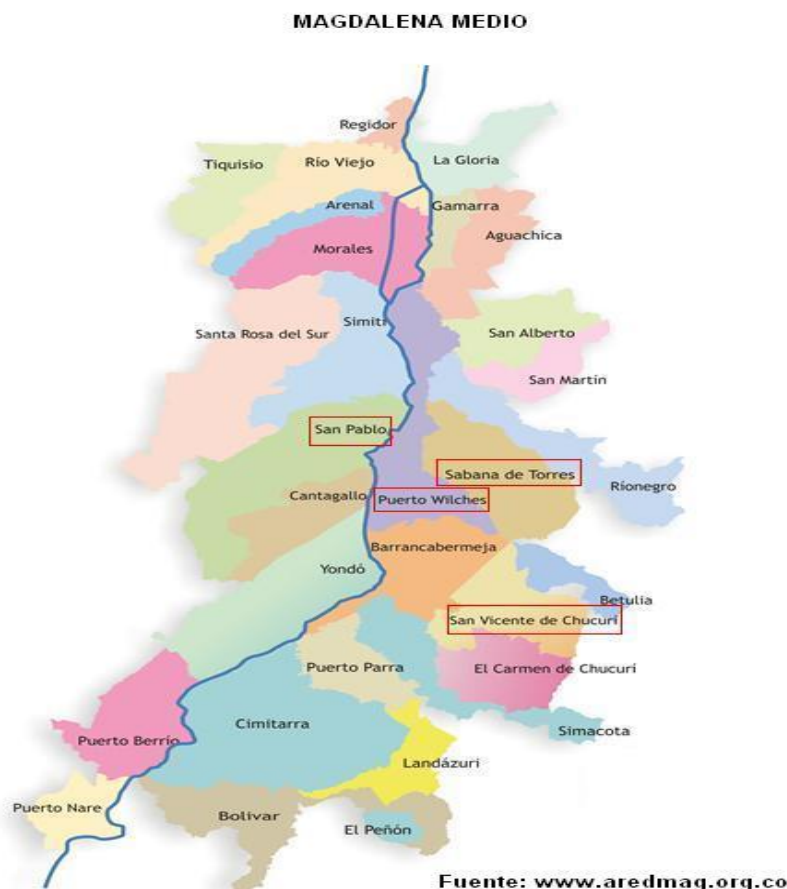 MAGDALENA MEDIO
Regidor
Tiquisio
Río Viejo
La Gloria
Arenal
Gamarra
Morales
Aguachica
Simití
Santa Rosa del Sur
San Alberto
San Martín
San Pablo
Sabana de Torres
Ríonegro
Cantagallo
Puerto Wilches
Barrancabermeja
Yondó
Betulia
San Vicente de Chucurí
Puerto Parra
El Carmen de Chucurí
Cimitarra
Simacota
Puerto Berrío
Landázuri
Puerto Nare
Bolivar
El Peñón
Fuente: www.aredmag.org.co